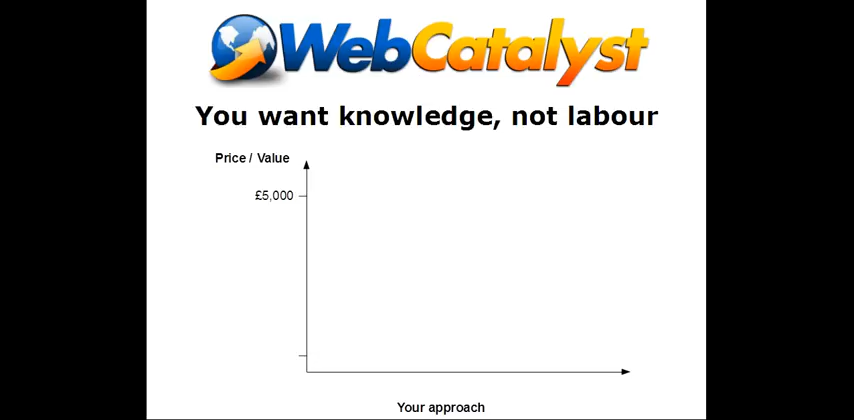 WebCatalyst
You want knowledge, not labour
Price / Value
£5,000
Your approach